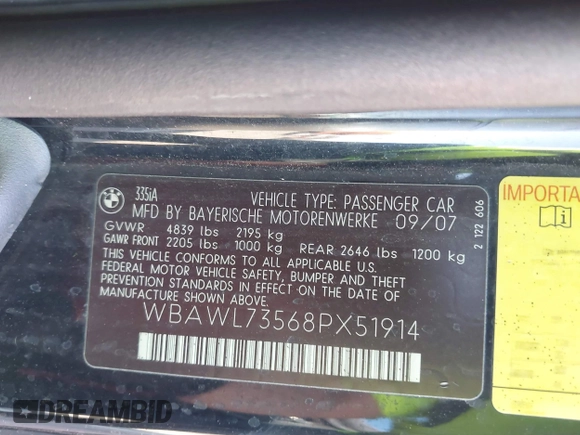 335iA
VEHICLE TYPE: PASSENGER CAR
MFD BY BAYERISCHE MOTORENWERKE 09/07
GVWR 4839 lbs 2195 kg
GAWR FRONT 2205 lbs 1000 kg REAR 2646 lbs 1200 kg
THIS VEHICLE CONFORMS TO ALL APPLICABLE U.S.
FEDERAL MOTOR VEHICLE SAFETY, BUMPER AND THEFT
PREVENTION STANDARDS IN EFFECT ON THE DATE
OF MANUFACTURE SHOWN ABOVE.
WBAWL73568PX51914
2 122 606
IMPORTA
DREAMBID